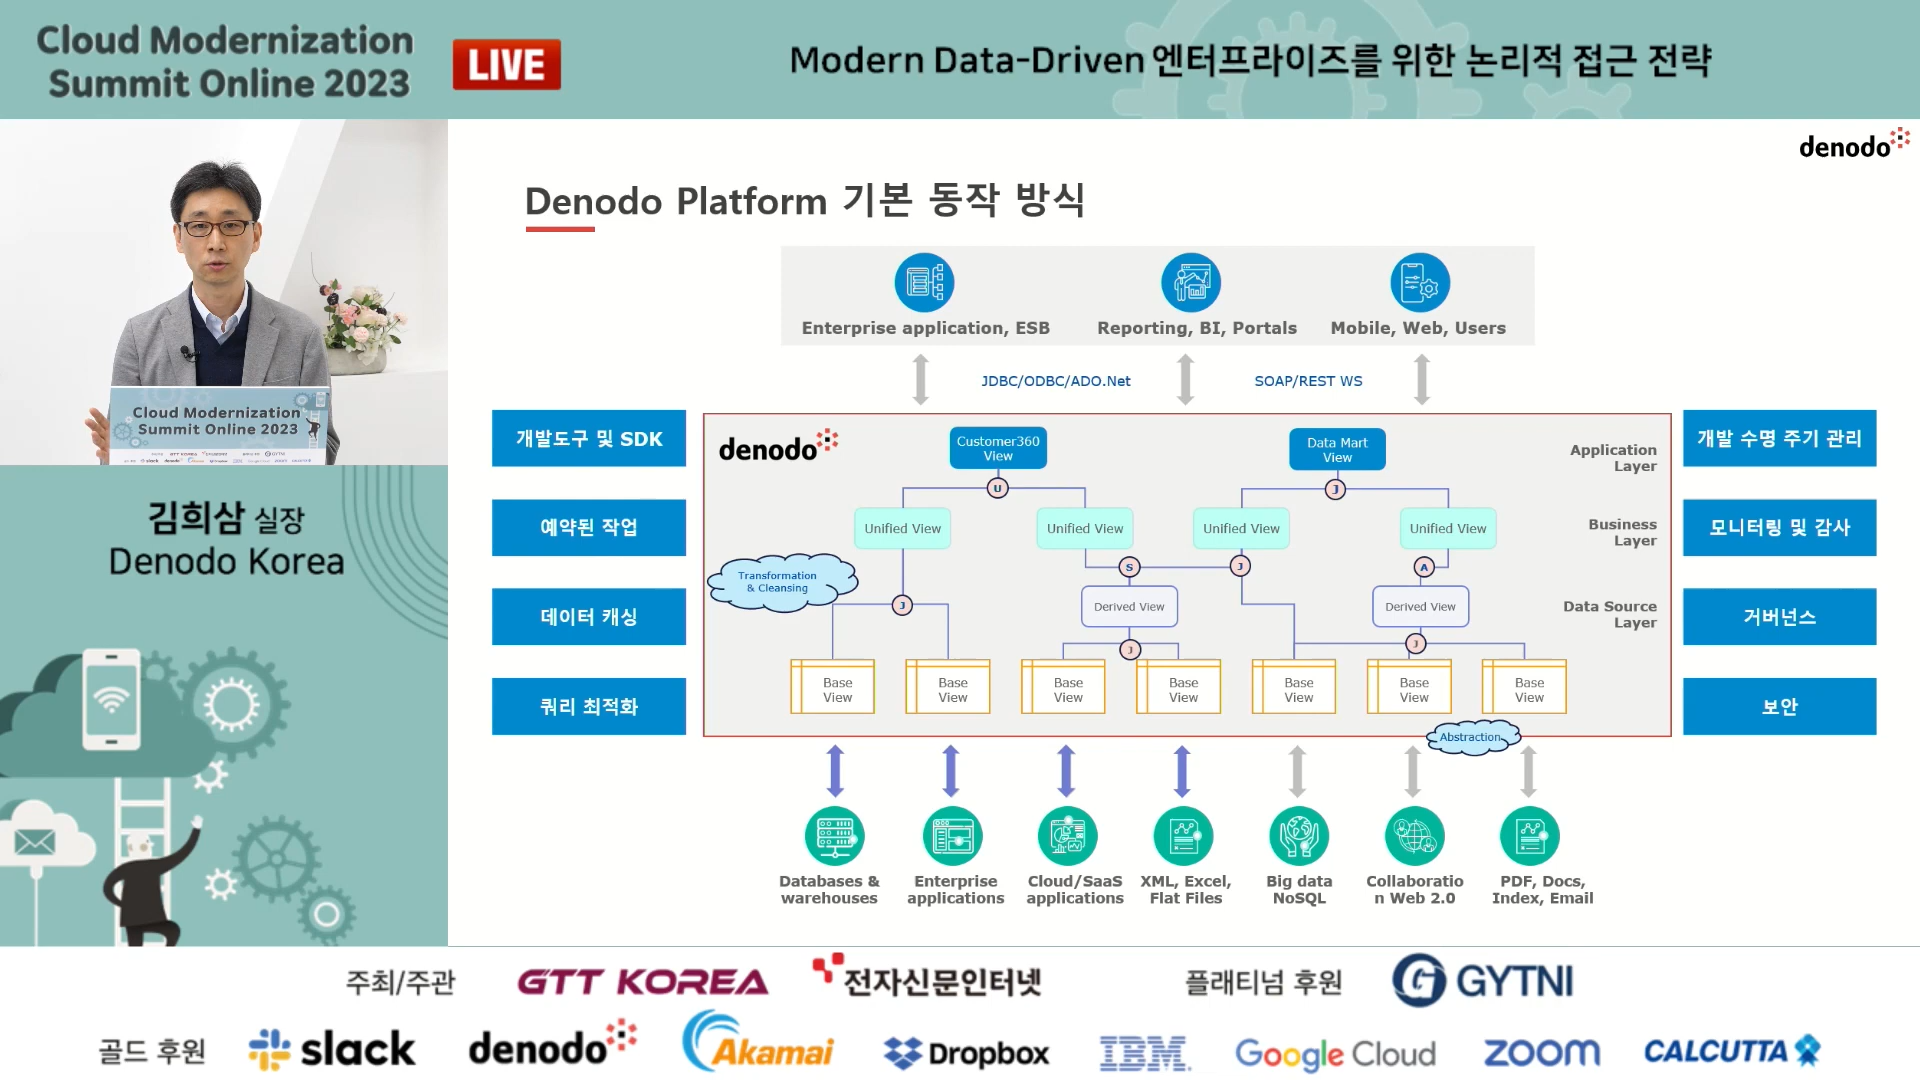 Cloud Modernization
Summit Online 2023
LIVE
Modern Data-Driven 엔터프라이즈를 위한 논리적 접근 전략
denodo
Denodo Platform 기본 동작 방식
Enterprise application, ESB
Reporting, BI, Portals
Mobile, Web, Users
JDBC/ODBC/ADO.Net
SOAP/REST WS
개발도구 및 SDK
예약된 작업
데이터 캐싱
쿼리 최적화
denodo
Customer360
View
Data Mart
View
Application
Layer
U
J
Unified View
Unified View
Unified View
Unified View
Business
Layer
Transformation
& Cleansing
S
J
A
J
Derived View
Derived View
Data Source
Layer
J
J
Base
View
Base
View
Base
View
Base
View
Base
View
Base
View
Base
View
Abstraction
개발 수명 주기 관리
모니터링 및 감사
거버넌스
보안
Databases &
warehouses
Enterprise
applications
Cloud/SaaS
applications
XML, Excel,
Flat Files
Big data
NoSQL
Collaboratio
n Web 2.0
PDF, Docs,
Index, Email
Cloud Modernization
Summit Online 2023
김희삼 실장
Denodo Korea
주최/주관
GTT KOREA
전자신문인터넷
플래티넘 후원
GYTNI
골드 후원
slack
denodo
Akamai
Dropbox
IBM
Google Cloud
zoom
CALCUTTA